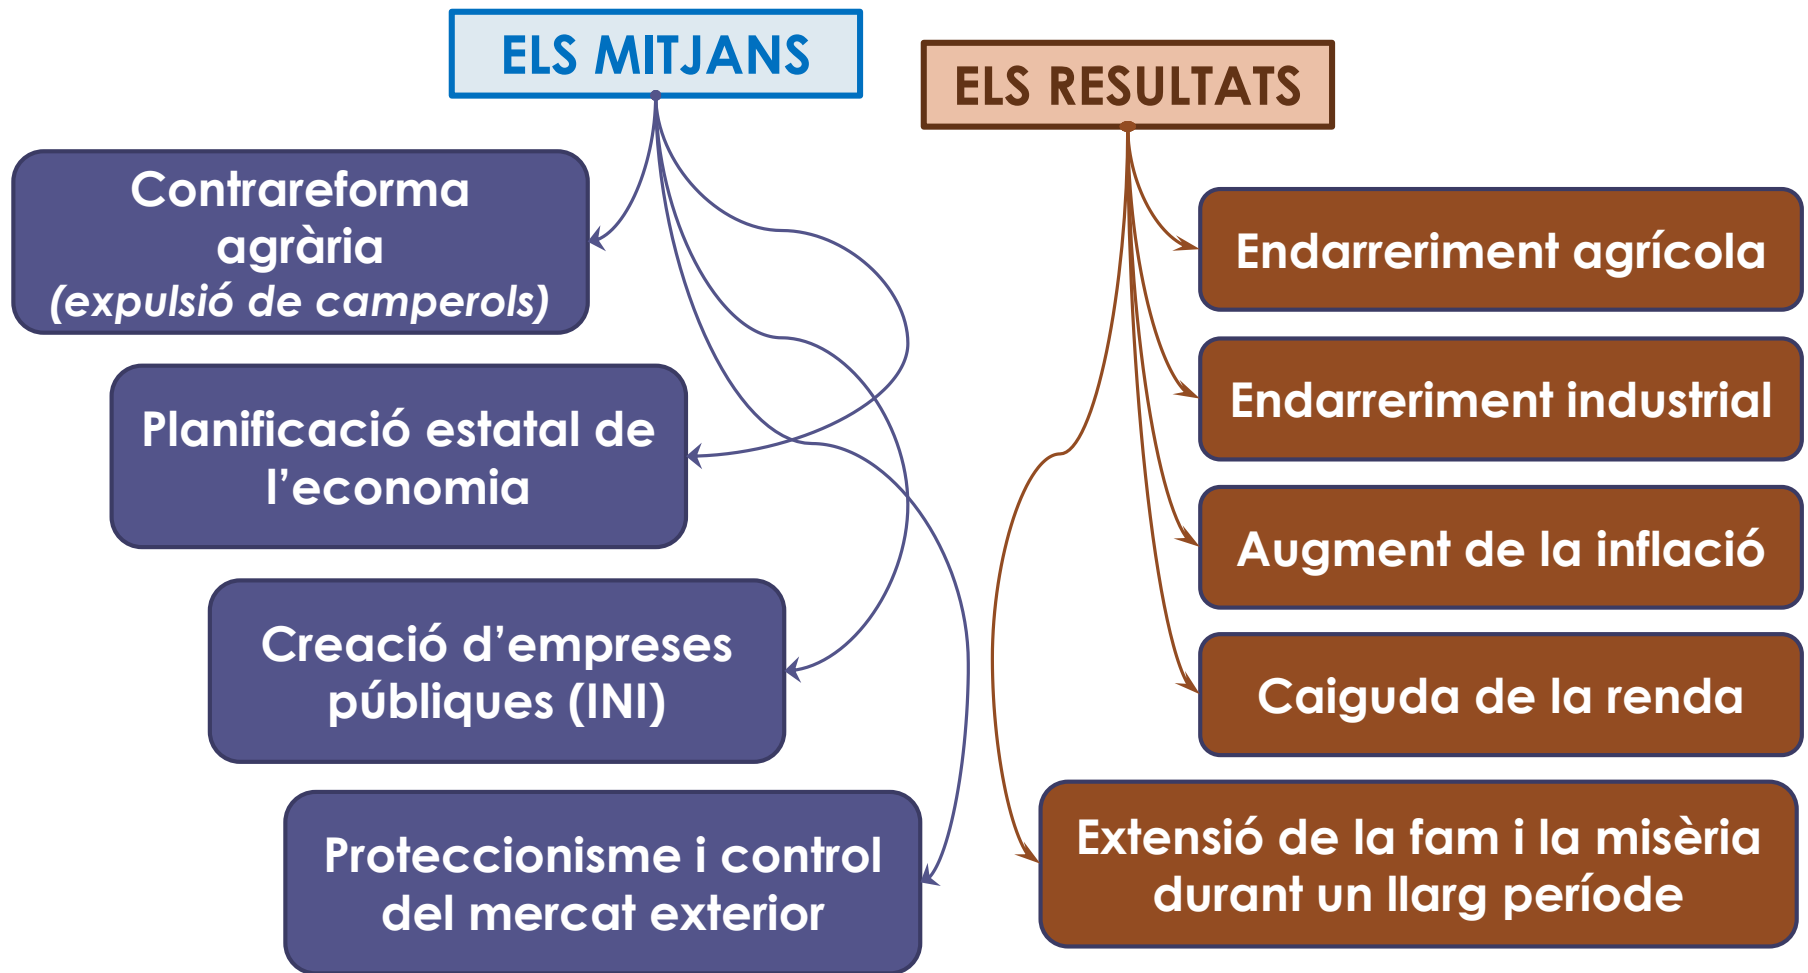 ELS MITJANS
Contrareforma
agrària
(expulsió de camperols)
Planificació estatal de
l’economia
Creació d’empreses
públiques (INI)
Proteccionisme i control
del mercat exterior
ELS RESULTATS
Endarreriment agrícola
Endarreriment industrial
Augment de la inflació
Caiguda de la renda
Extensió de la fam i la misèria
durant un llarg període